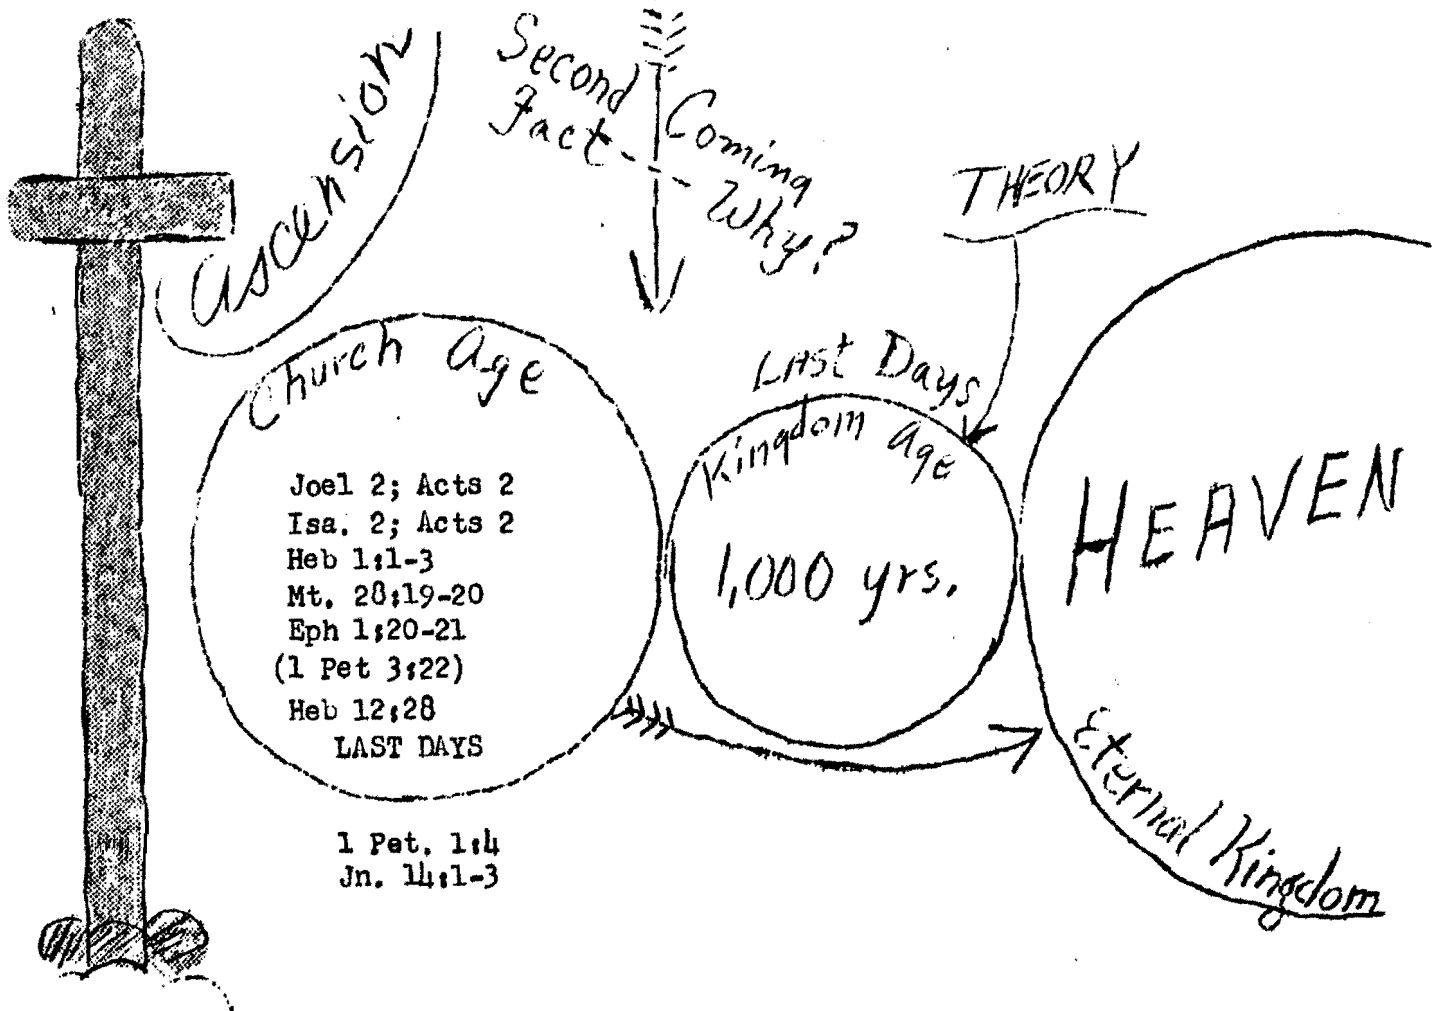 Ascension
Second Coming
Fact -- Why?
THEORY
Church Age
Joel 2; Acts 2
Isa. 2; Acts 2
Heb 1:1-3
Mt. 28:19-20
Eph 1:20-21
(1 Pet 3:22)
Heb 12:28
LAST DAYS
1 Pet. 1:4
Jn. 14:1-3
Last Days
Kingdom Age
1,000 yrs.
HEAVEN
Eternal Kingdom